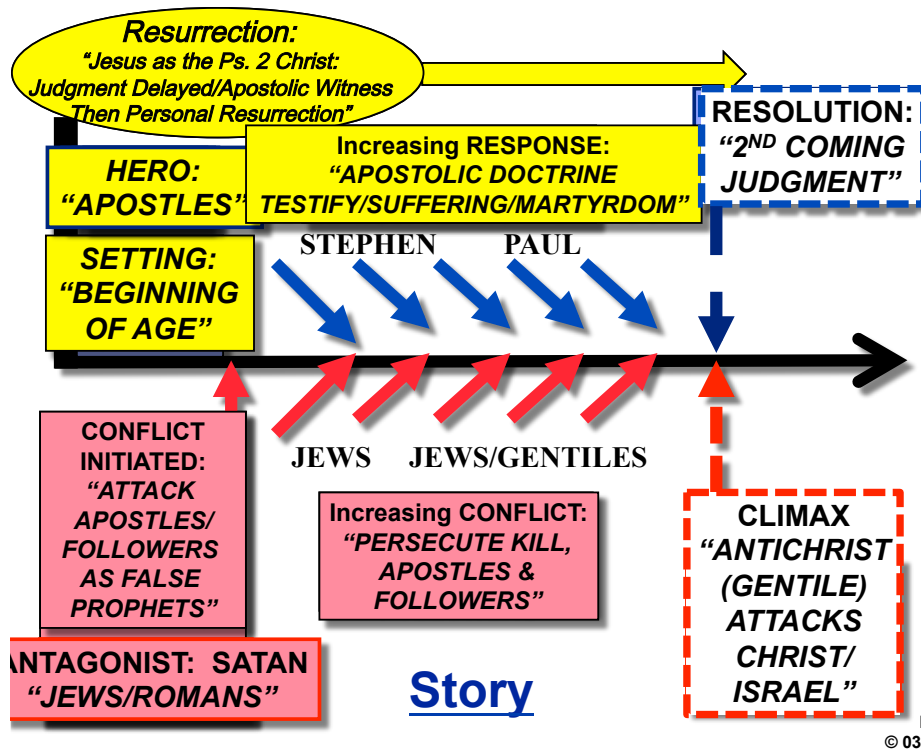 Resurrection:
“Jesus as the Ps. 2 Christ:
Judgment Delayed/Apostolic Witness
Then Personal Resurrection”
HERO:
“APOSTLES”
Increasing RESPONSE:
“APOSTOLIC DOCTRINE
TESTIFY/SUFFERING/MARTYRDOM”
RESOLUTION:
“2ND COMING
JUDGMENT”
SETTING:
“BEGINNING
OF AGE”
STEPHEN
PAUL
JEWS
JEWS/GENTILES
CONFLICT
INITIATED:
“ATTACK
APOSTLES/
FOLLOWERS
AS FALSE
PROPHETS”
Increasing CONFLICT:
“PERSECUTE KILL,
APOSTLES &
FOLLOWERS”
CLIMAX
“ANTICHRIST
(GENTILE)
ATTACKS
CHRIST/
ISRAEL”
NTAGONIST: SATAN
“JEWS/ROMANS”
Story
© 03